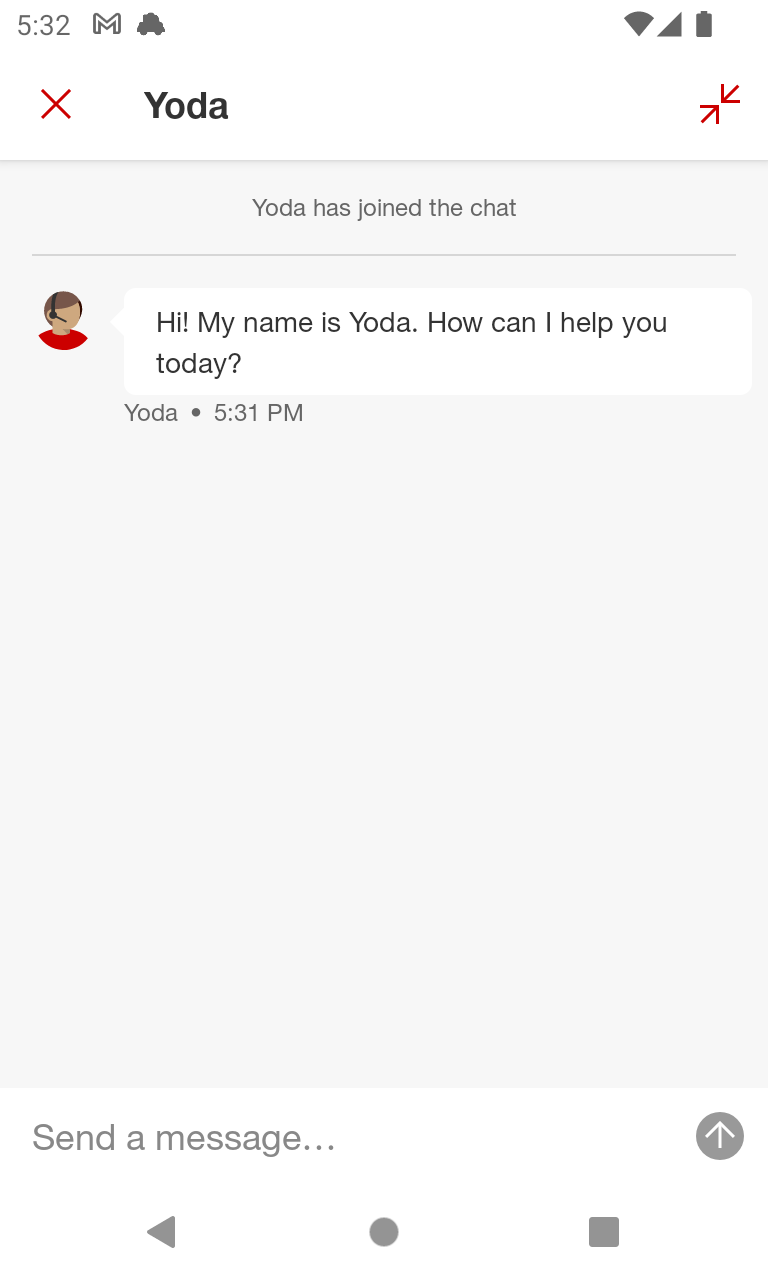 5:32
Yoda
Yoda has joined the chat
Hi! My name is Yoda. How can I help you
today?
Yoda • 5:31 PM
Send a message...